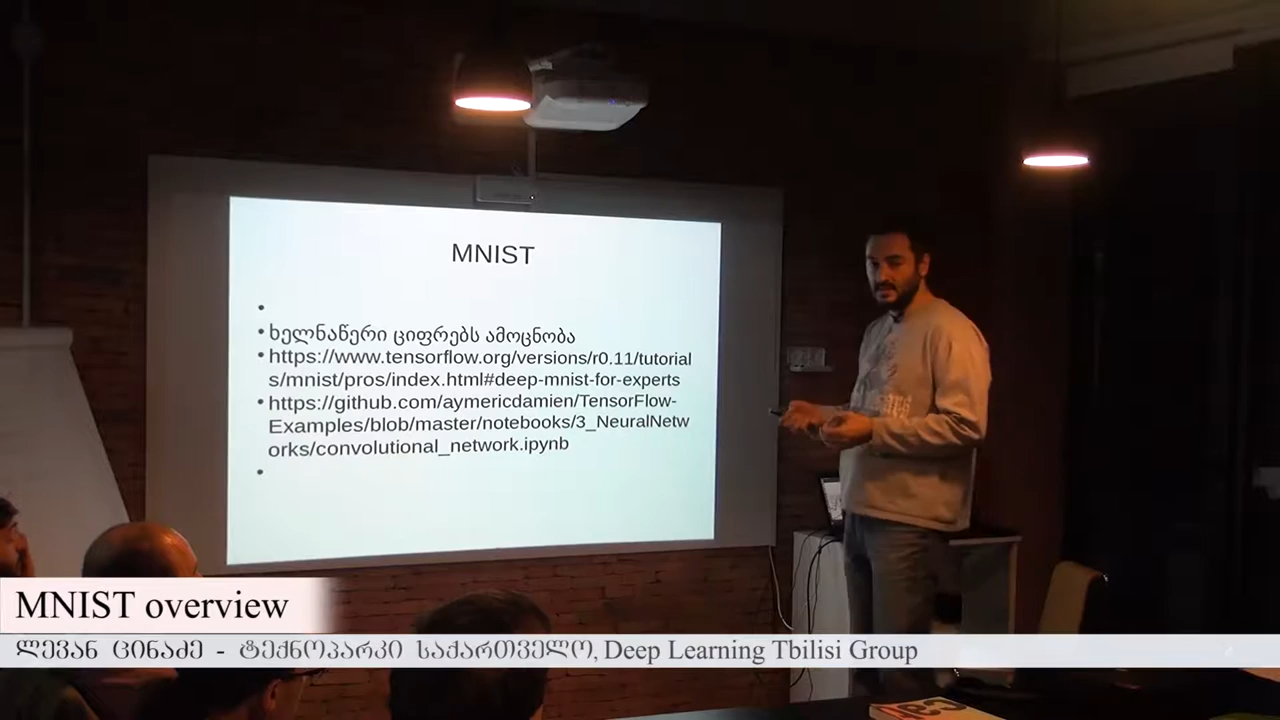 MNIST
ხელნაწერი ციფრებს ამოცნობა
https://www.tensorflow.org/versions/r0.11/tutorial
s/mnist/pros/index.html#deep-mnist-for-experts
https://github.com/aymericdamien/TensorFlow-
Examples/blob/master/notebooks/3_NeuralNetw
orks/convolutional_network.ipynb
MNIST overview
ლევან ცინაძე - ტექნოპარკი საქართველო, Deep Learning Tbilisi Group